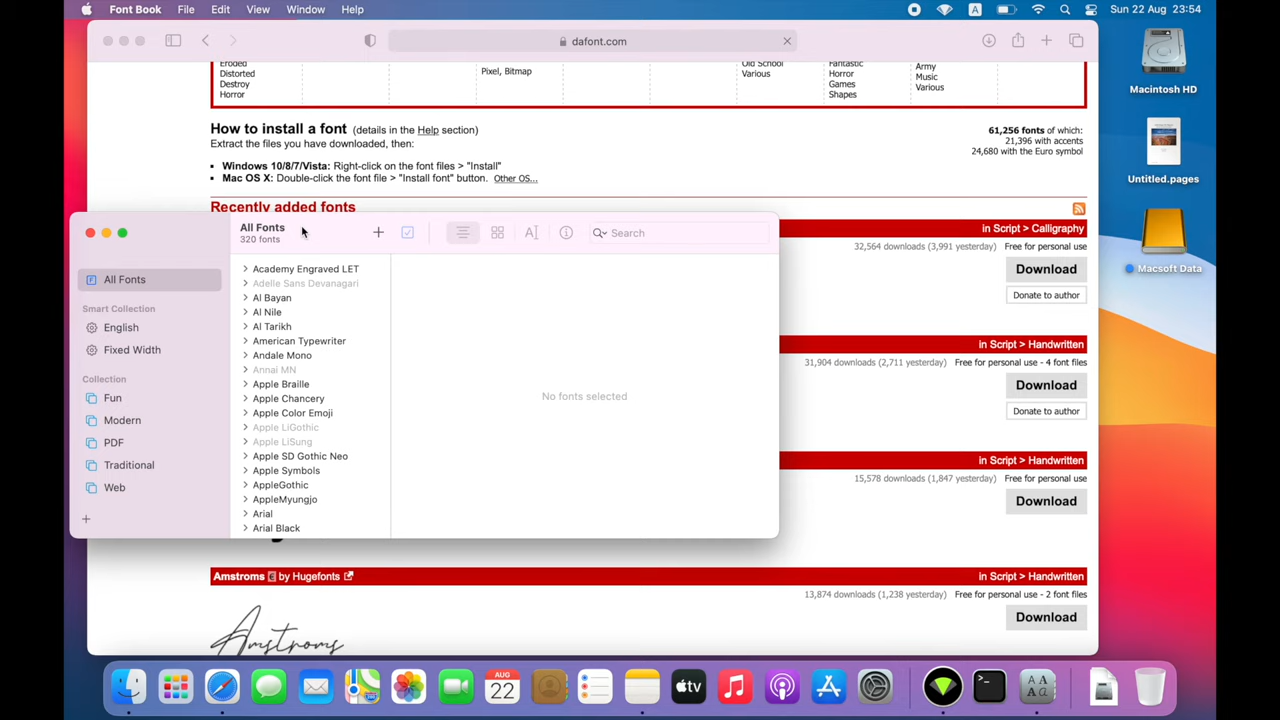 Font Book File Edit View Window Help
A
Sun 22 Aug 23:54
dafont.com
Eroded
Distorted
Destroy
Horror
Pixel, Bitmap
Old School
Various
Fantastic
Horror
Games
Shapes
Army
Music
Various
How to install a font (details in the Help section)
Extract the files you have downloaded, then:
Windows 10/8/7/Vista: Right-click on the font files > "Install"
Mac OS X: Double-click the font file > "Install font" button. Other OS...
61,256 fonts of which:
21,396 with accents
24,680 with the Euro symbol
Recently added fonts
in Script > Calligraphy
32,564 downloads (3,991 yesterday) Free for personal use
Download
Donate to author
in Script > Handwritten
31,904 downloads (2,711 yesterday) Free for personal use - 4 font files
Download
Donate to author
in Script > Handwritten
15,578 downloads (1,847 yesterday) Free for personal use
Download
Amstroms € by Hugefonts
in Script > Handwritten
13,874 downloads (1,238 yesterday) Free for personal use - 2 font files
Download
Amstroms
All Fonts
320 fonts
Search
All Fonts
Smart Collection
English
Fixed Width
Collection
Fun
Modern
PDF
Traditional
Web
Academy Engraved LET
Adelle Sans Devanagari
Al Bayan
Al Nile
Al Tarikh
American Typewriter
Andale Mono
Annai MN
Apple Braille
Apple Chancery
Apple Color Emoji
Apple LiGothic
Apple LiSung
Apple SD Gothic Neo
Apple Symbols
AppleGothic
AppleMyungjo
Arial
Arial Black
No fonts selected
Macintosh HD
Untitled.pages
Macsoft Data
AUG
22
tv
AA